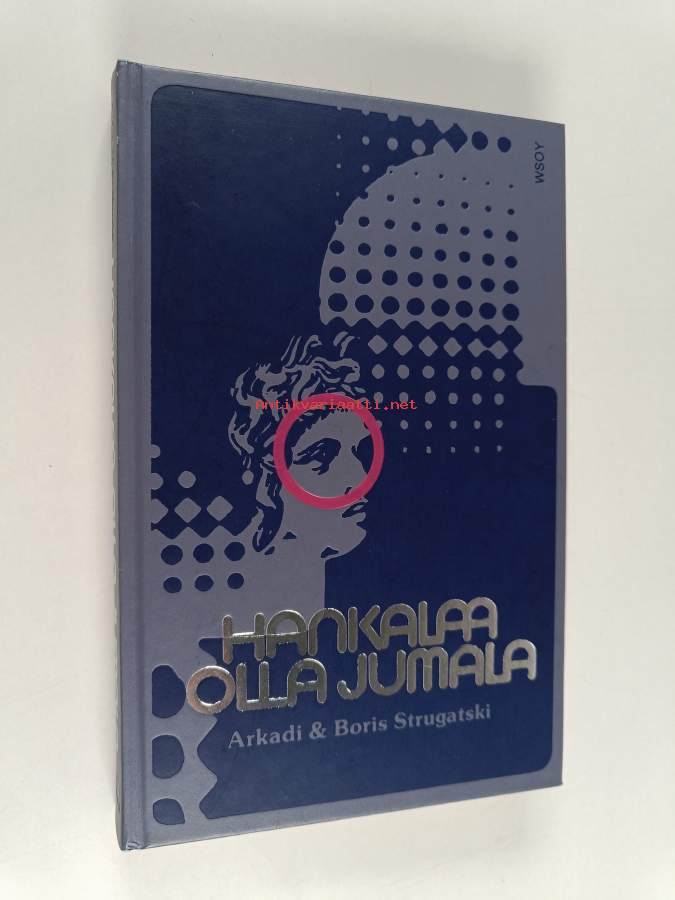 WSOY
antikvariaatti.net
HANKALAA
OLLA JUMALA
Arkadi & Boris Strugatski